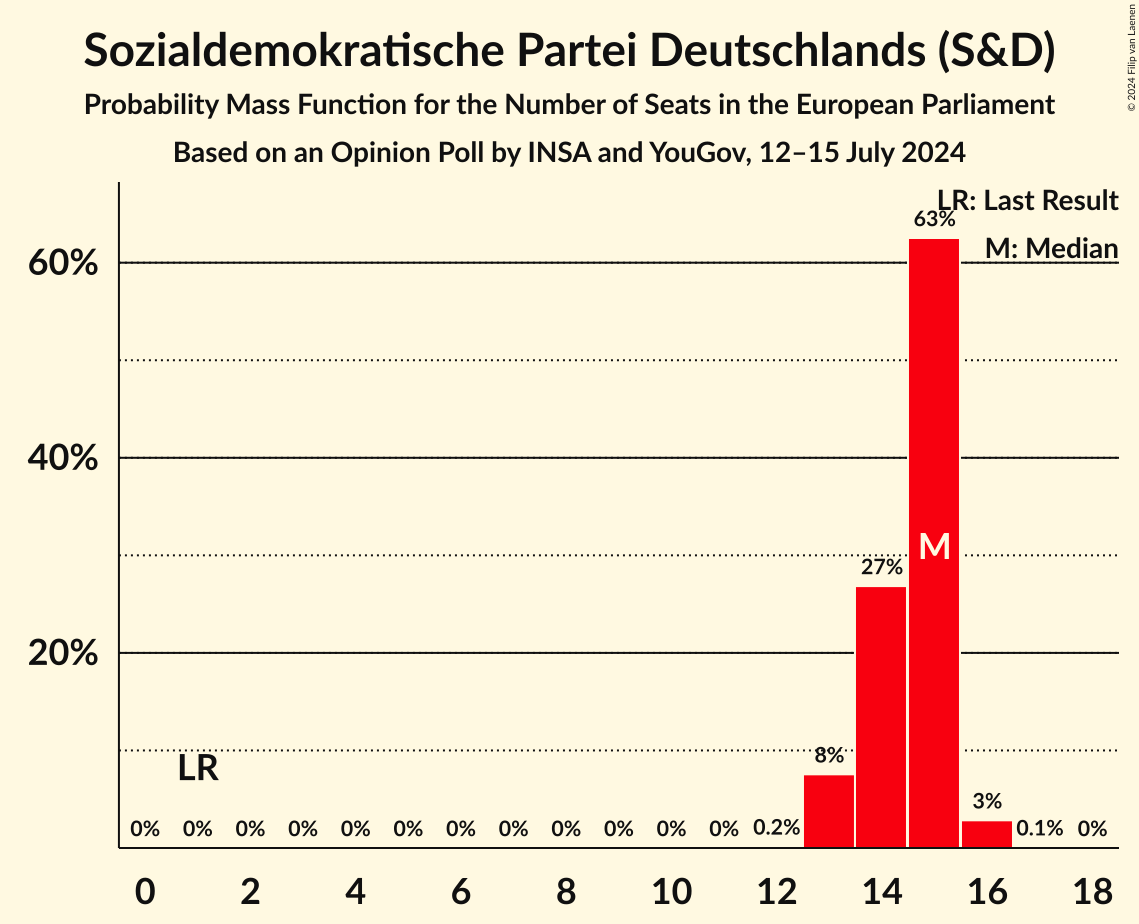 Sozialdemokratische Partei Deutschlands (S&D)
Probability Mass Function for the Number of Seats in the European Parliament
Based on an Opinion Poll by INSA and YouGov, 12–15 July 2024
© 2024 Filip van Laenen
LR: Last Result
M: Median
63%
60%
40%
M
27%
20%
LR
8%
3%
0% 0% 0% 0% 0% 0% 0% 0% 0% 0% 0% 0% 0.2% 0.1% 0%
0 2 4 6 8 10 12 14 16 18